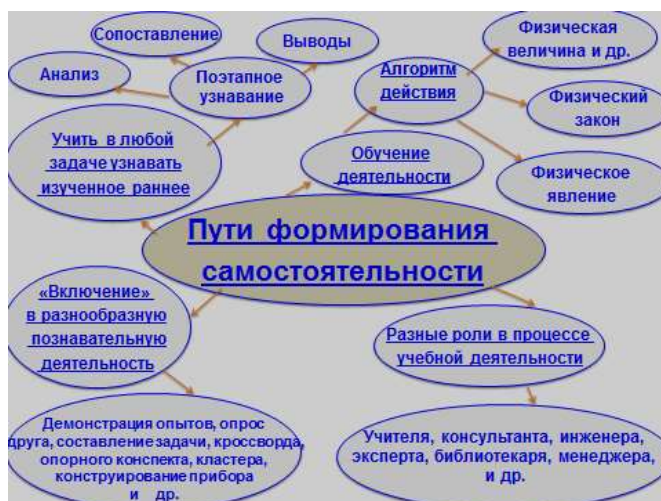 Сопоставление
Выводы
Физическая
величина и др.
Анализ
Поэтапное
узнавание
Алгоритм
действия
Физический
закон
Учить в любой
задаче узнавать
изученное раннее
Обучение
деятельности
Физическое
явление
Пути формирования
самостоятельности
«Включение»
в разнообразную
познавательную
деятельность
Разные роли в процессе
учебной деятельности
Демонстрация опытов, опрос
друга, составление задачи, кроссворда,
опорного конспекта, кластера,
конструирование прибора
и др.
Учителя, консультанта, инженера,
эксперта, библиотекаря, менеджера,
и др.